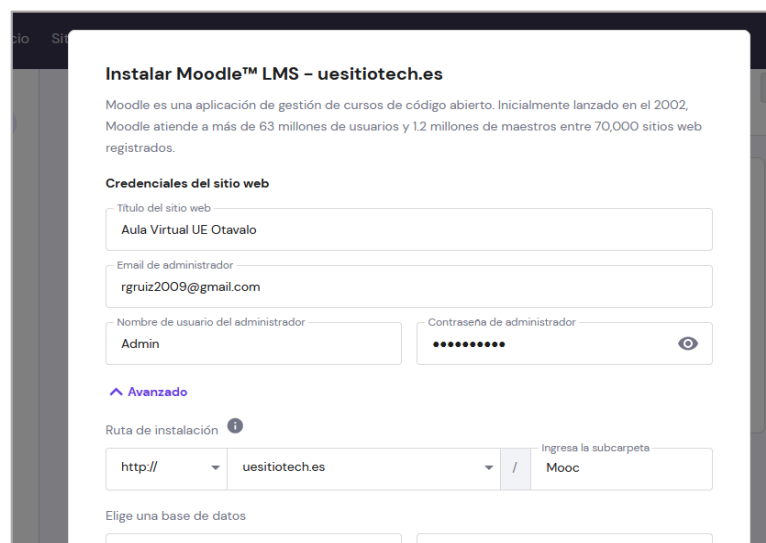 cio Sit
Instalar Moodle™ LMS - uesitiotech.es
Moodle es una aplicación de gestión de cursos de código abierto. Inicialmente lanzado en el 2002,
Moodle atiende a más de 63 millones de usuarios y 1.2 millones de maestros entre 70,000 sitios web
registrados.
Credenciales del sitio web
Título del sitio web
Aula Virtual UE Otavalo
Email de administrador
rgruiz2009@gmail.com
Nombre de usuario del administrador Contraseña de administrador
Admin ••••••••••
Avanzado
Ruta de instalación
Ingresa la subcarpeta
http:// uesitiotech.es / Mooc
Elige una base de datos